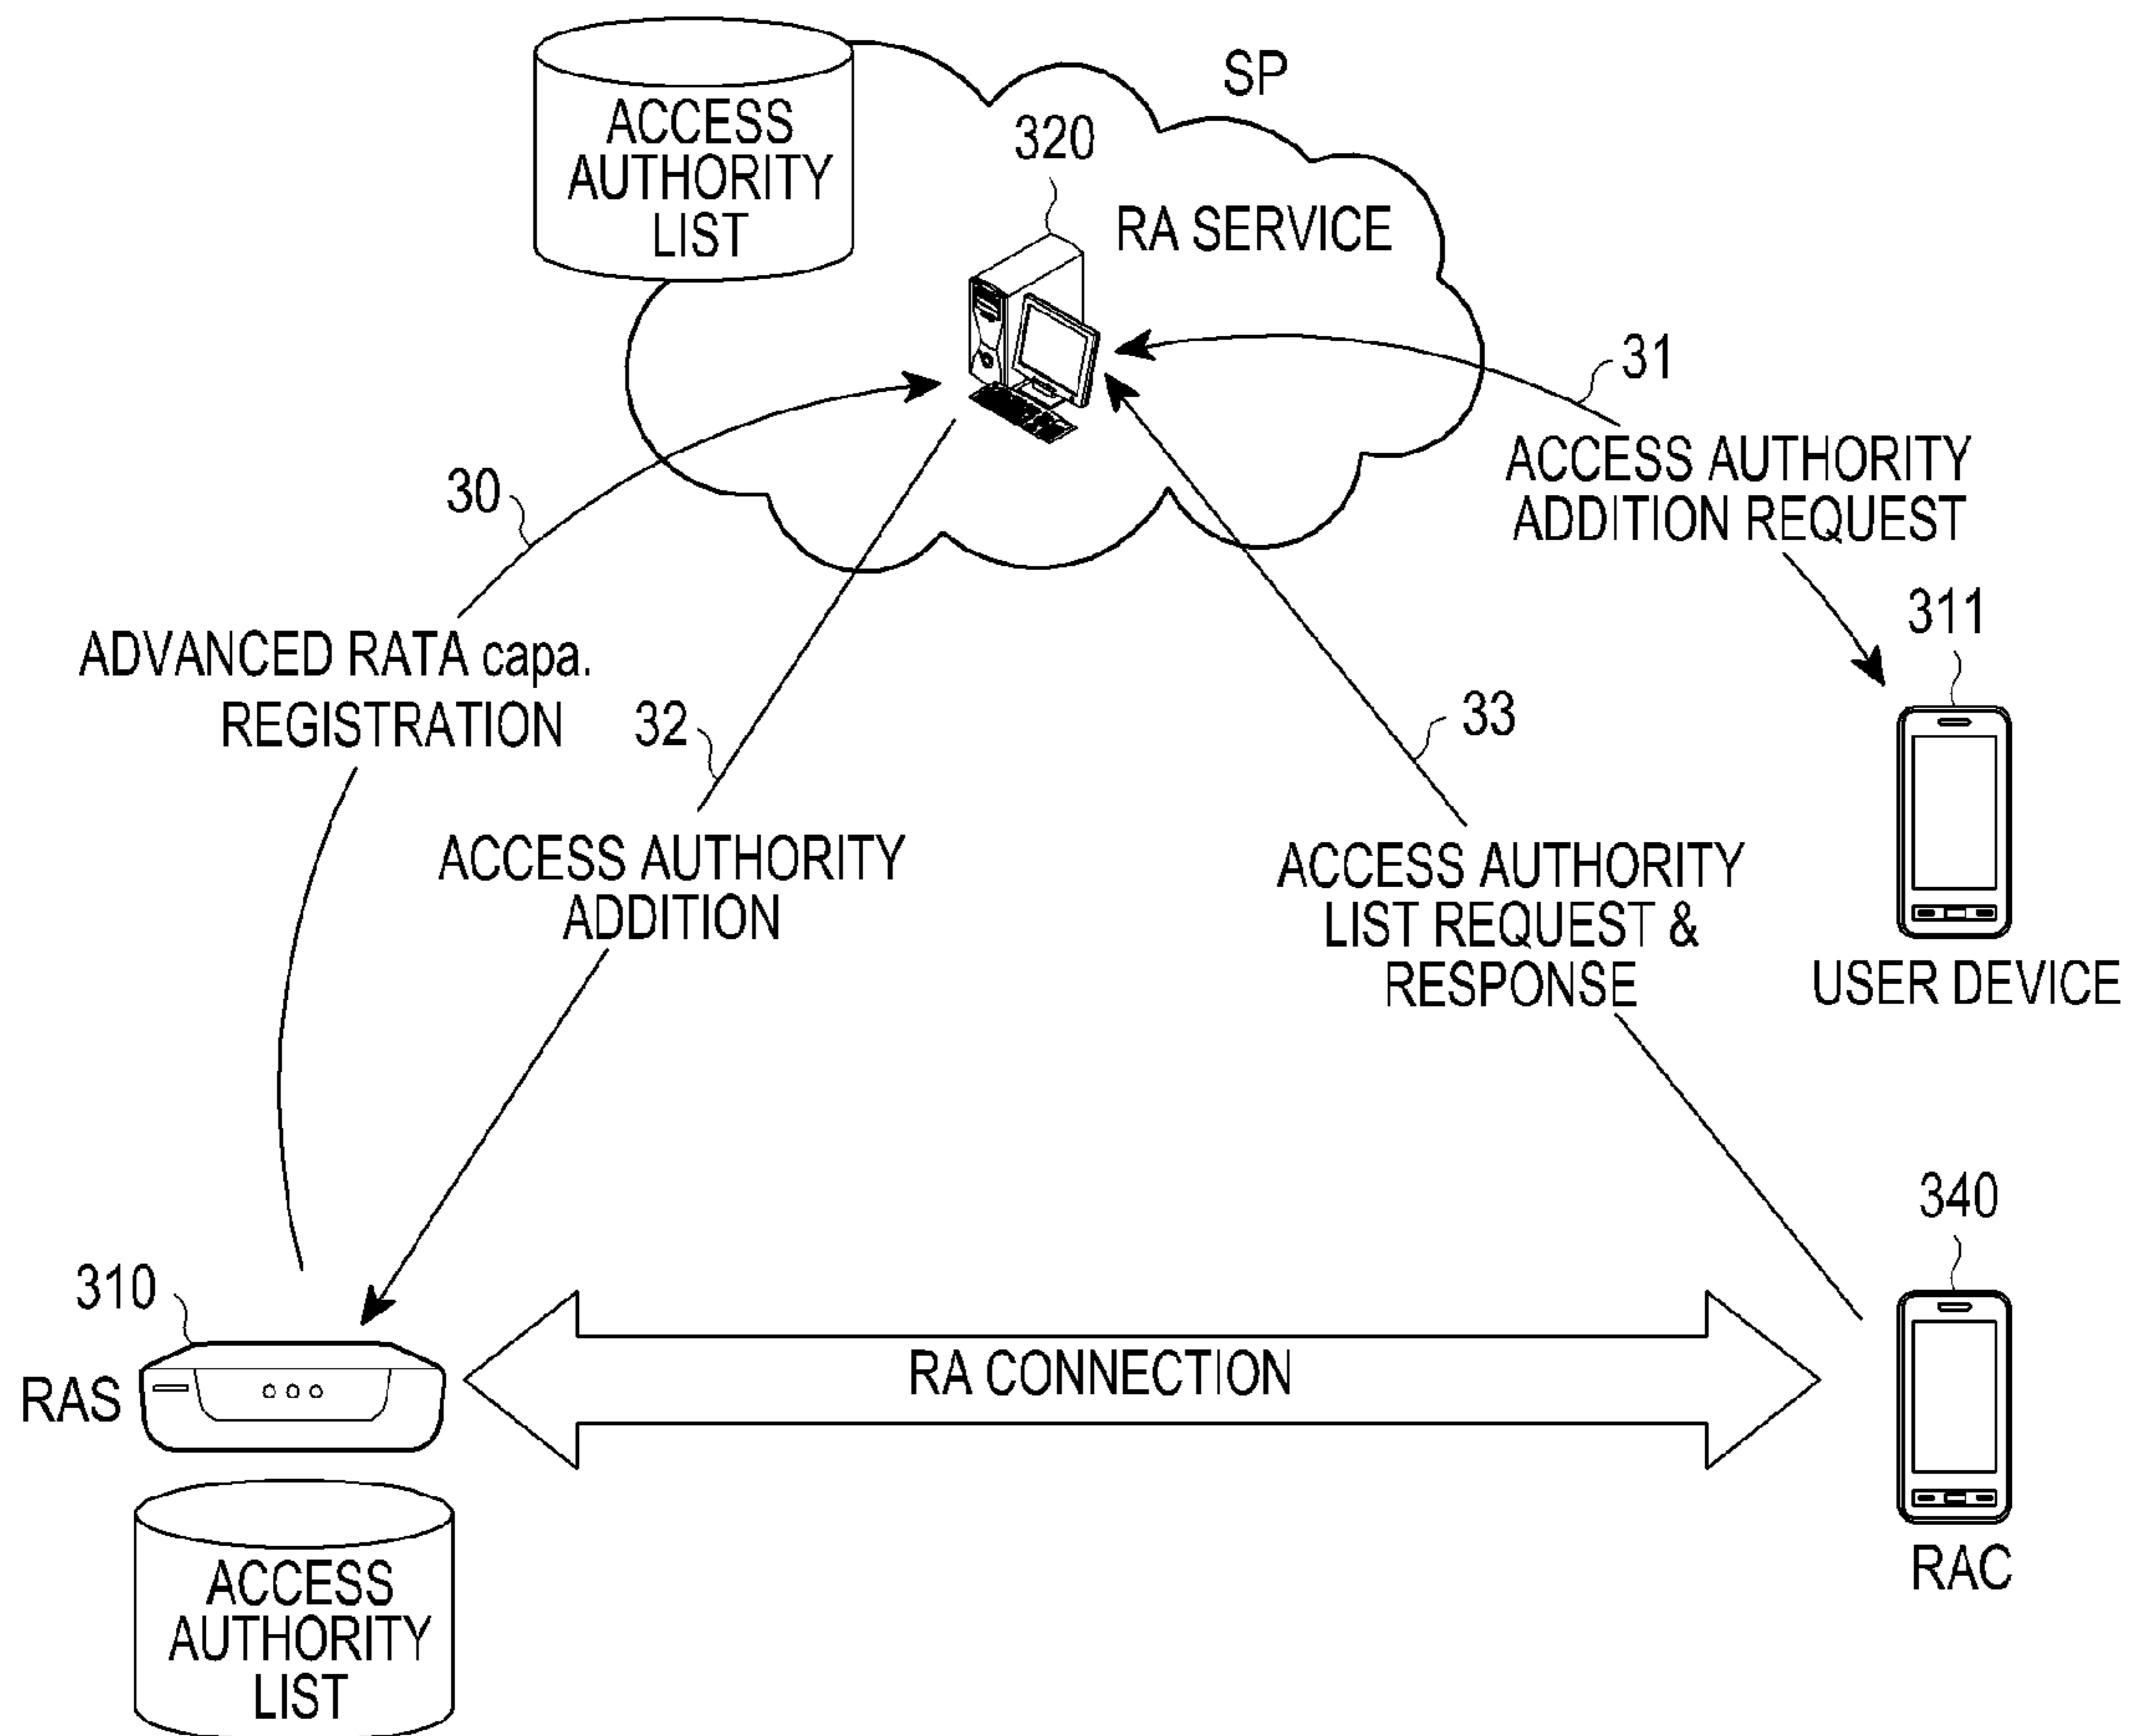 SP
ACCESS
AUTHORITY
LIST
320
RA SERVICE
31
ACCESS AUTHORITY
ADDITION REQUEST
30
311
ADVANCED RATA capa.
REGISTRATION
32
33
ACCESS AUTHORITY
ADDITION
ACCESS AUTHORITY
LIST REQUEST &
RESPONSE
USER DEVICE
340
310
RAS
RA CONNECTION
RAC
ACCESS
AUTHORITY
LIST